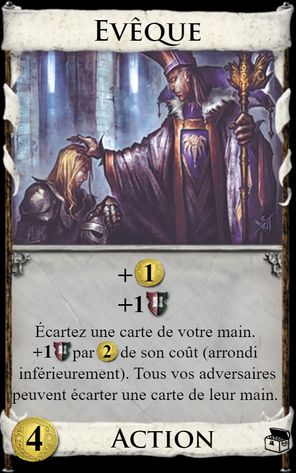 EVÊQUE
+1
+1
Écartez une carte de votre main.
+1 par 2 de son coût (arrondi
inférieurement). Tous vos adversaires
peuvent écarter une carte de leur main.
4 ACTION